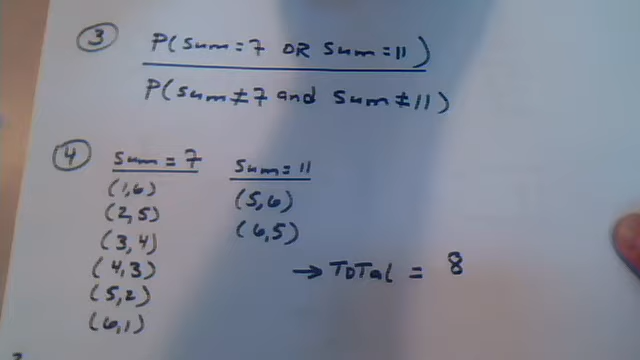 3 P(sum=7 OR sum=11)
P(sum≠7 and sum≠11)
4 sum=7 sum=11
(1,6) (5,6)
(2,5) (6,5)
(3,4)
(4,3) → Total = 8
(5,2)
(6,1)